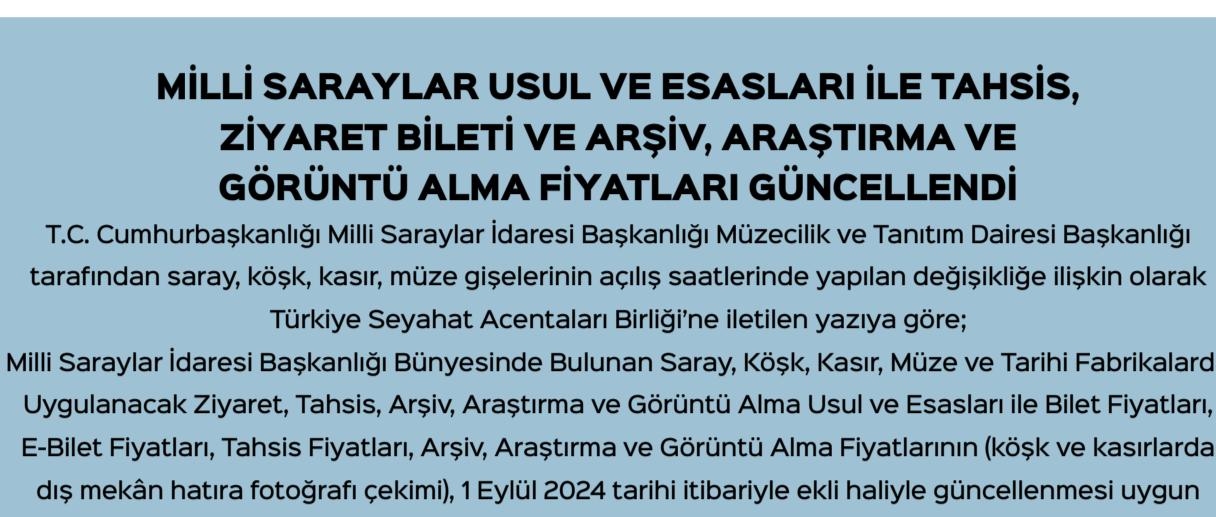 MİLLİ SARAYLAR USUL VE ESASLARI İLE TAHSİS,
ZİYARET BİLETİ VE ARŞİV, ARAŞTIRMA VE
GÖRÜNTÜ ALMA FİYATLARI GÜNCELLENDİ
T.C. Cumhurbaşkanlığı Milli Saraylar İdaresi Başkanlığı Müzecilik ve Tanıtım Dairesi Başkanlığı
tarafından saray, köşk, kasır, müze gişelerinin açılış saatlerinde yapılan değişikliğe ilişkin olarak
Türkiye Seyahat Acentaları Birliği’ne iletilen yazıya göre;
Milli Saraylar İdaresi Başkanlığı Bünyesinde Bulunan Saray, Köşk, Kasır, Müze ve Tarihi Fabrikalard
Uygulanacak Ziyaret, Tahsis, Arşiv, Araştırma ve Görüntü Alma Usul ve Esasları ile Bilet Fiyatları,
E-Bilet Fiyatları, Tahsis Fiyatları, Arşiv, Araştırma ve Görüntü Alma Fiyatlarının (köşk ve kasırlarda
dış mekân hatıra fotoğrafı çekimi), 1 Eylül 2024 tarihi itibariyle ekli haliyle güncellenmesi uygun